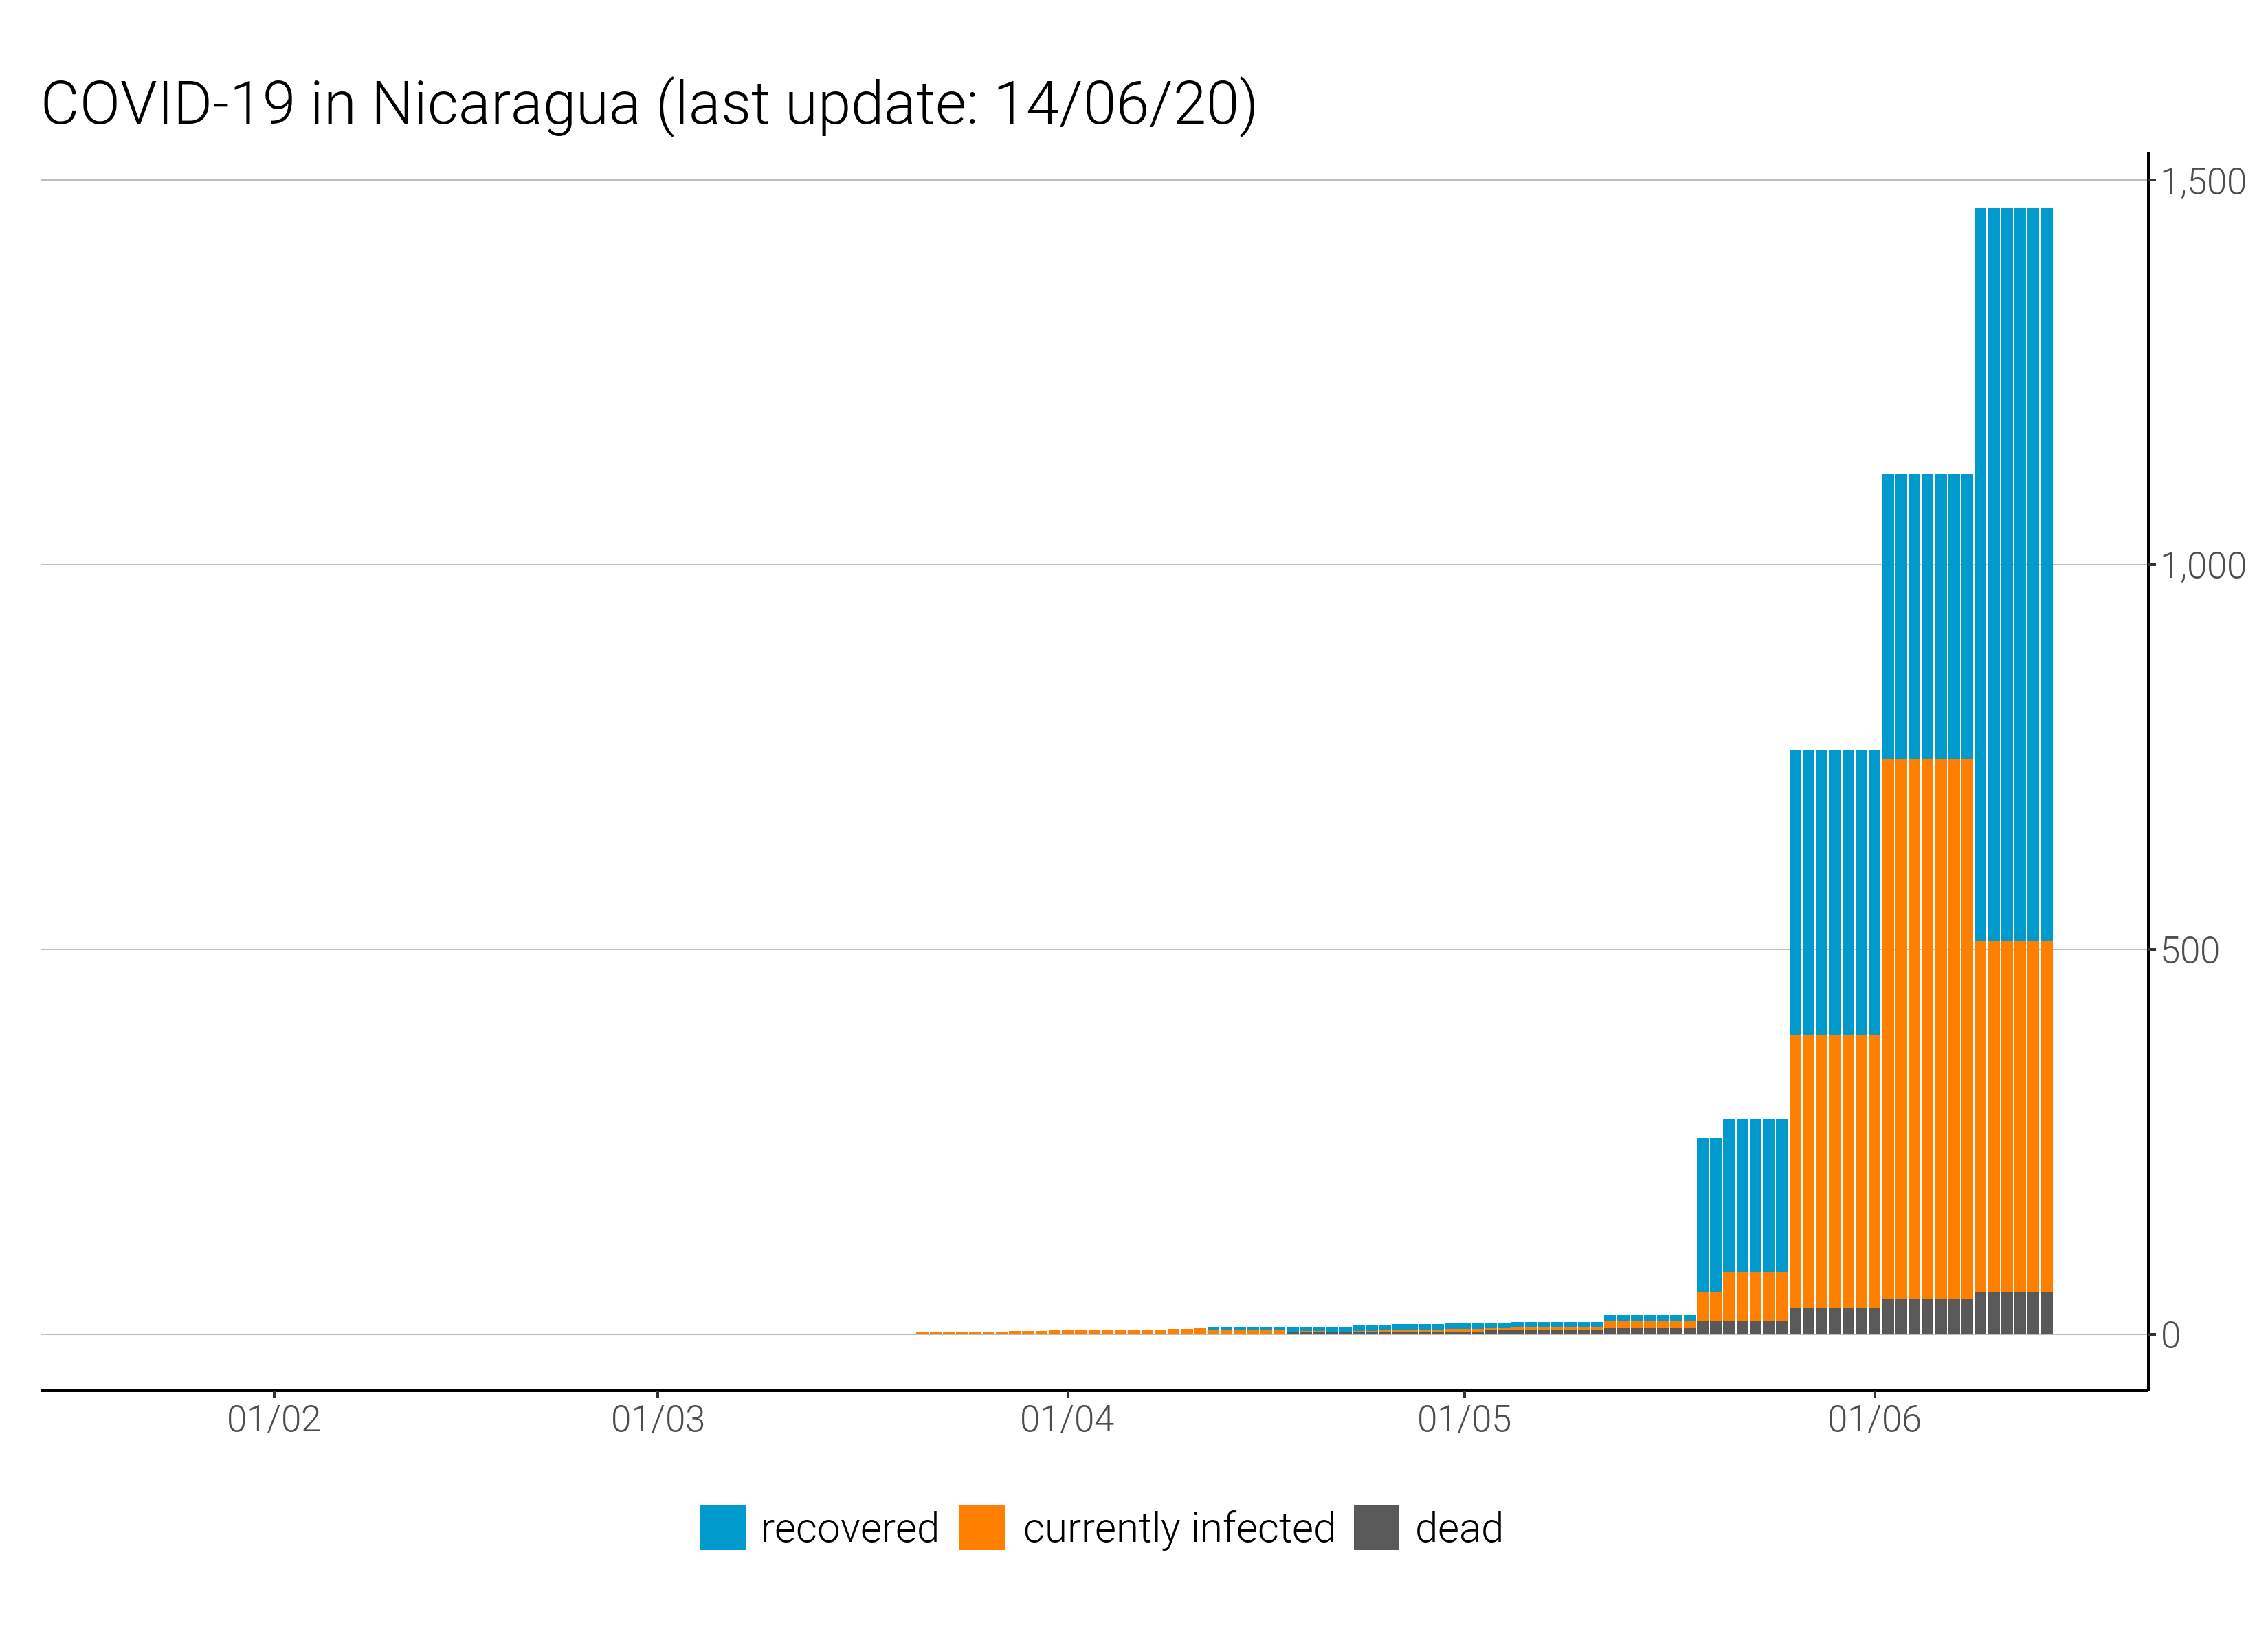 COVID-19 in Nicaragua (last update: 14/06/20)
1,500
1,000
500
0
01/02 01/03 01/04 01/05 01/06
recovered currently infected dead